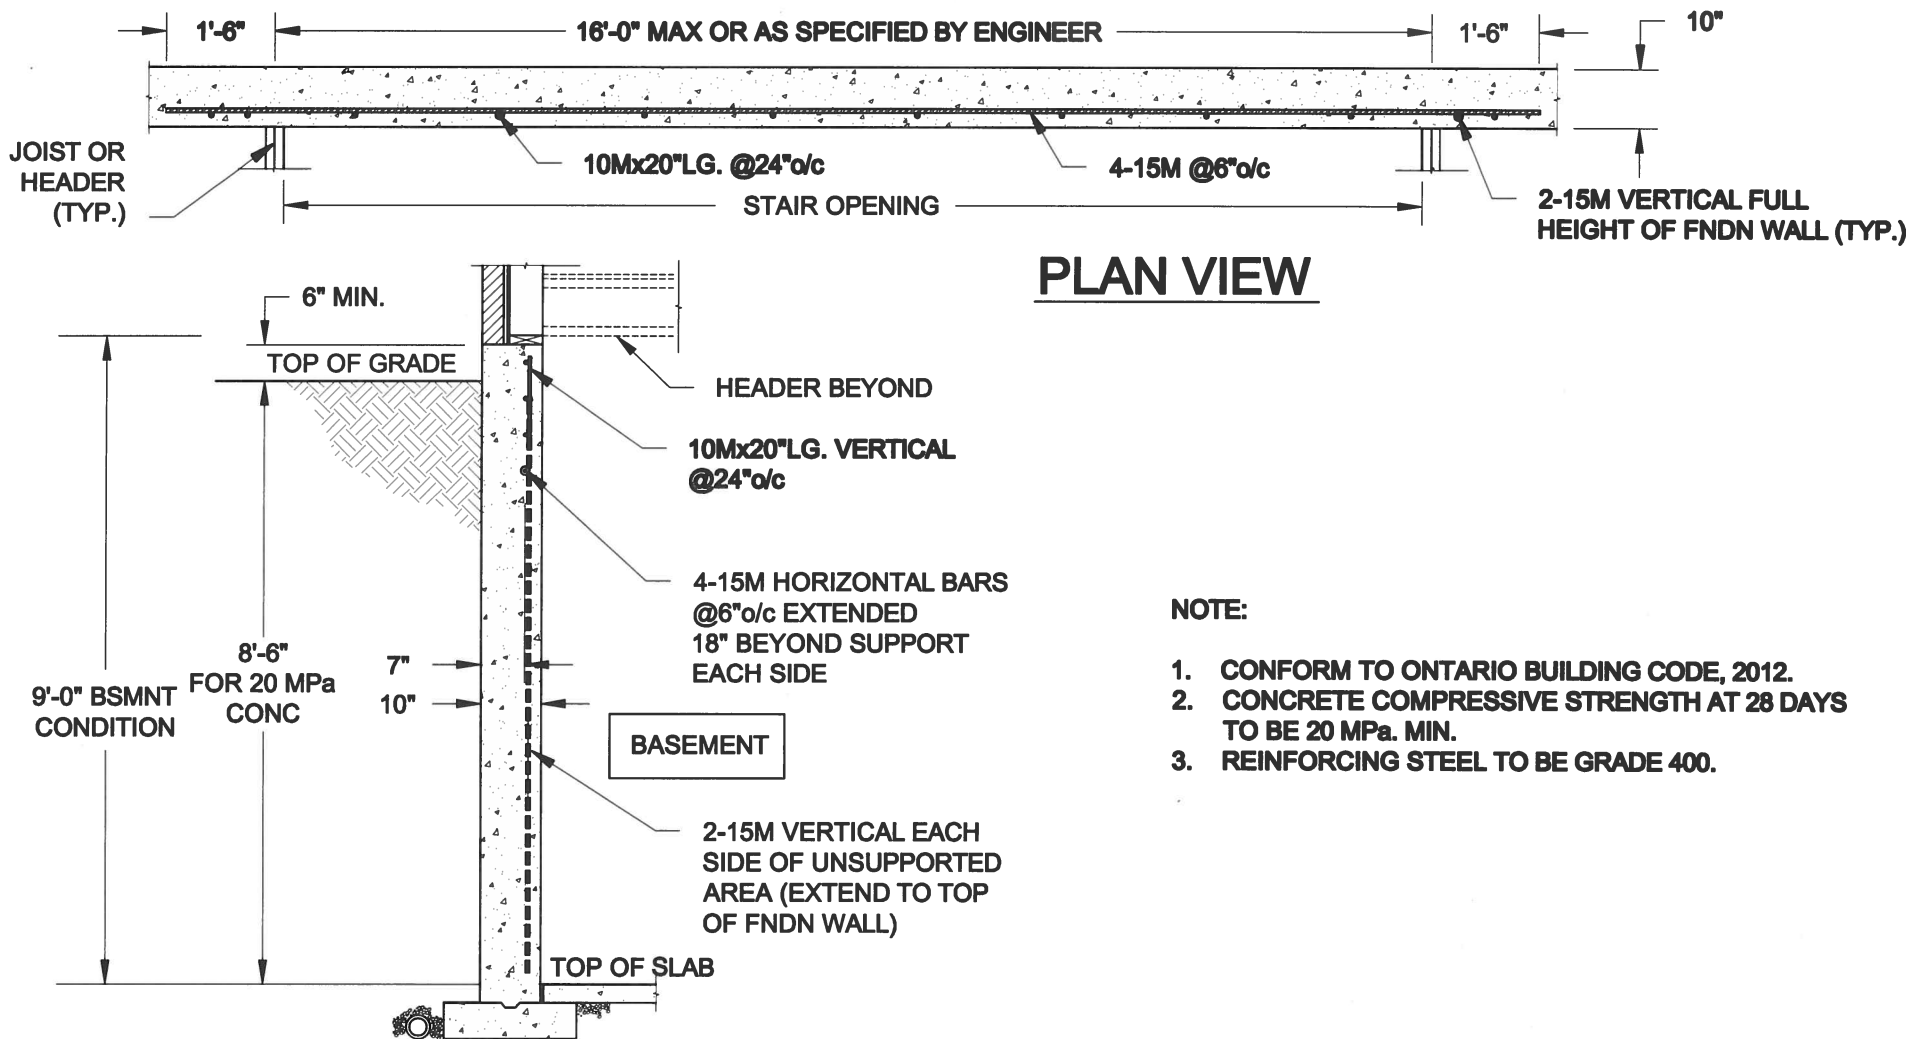 1'-6"
16'-0" MAX OR AS SPECIFIED BY ENGINEER
1'-6"
10"
JOIST OR
HEADER
(TYP.)
10Mx20"LG. @24"o/c
4-15M @6"o/c
STAIR OPENING
2-15M VERTICAL FULL
HEIGHT OF FNDN WALL (TYP.)
PLAN VIEW
6" MIN.
TOP OF GRADE
HEADER BEYOND
10Mx20"LG. VERTICAL
@24"o/c
4-15M HORIZONTAL BARS
@6"o/c EXTENDED
18" BEYOND SUPPORT
EACH SIDE
9'-0" BSMNT
CONDITION
8'-6"
FOR 20 MPa
CONC
7"
10"
BASEMENT
2-15M VERTICAL EACH
SIDE OF UNSUPPORTED
AREA (EXTEND TO TOP
OF FNDN WALL)
TOP OF SLAB
NOTE:
1. CONFORM TO ONTARIO BUILDING CODE, 2012.
2. CONCRETE COMPRESSIVE STRENGTH AT 28 DAYS
TO BE 20 MPa. MIN.
3. REINFORCING STEEL TO BE GRADE 400.